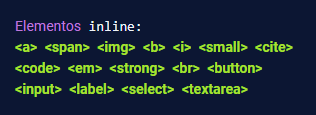 Elementos inline:
<a> <span> <img> <b> <i> <small> <cite>
<code> <em> <strong> <br> <button>
<input> <label> <select> <textarea>